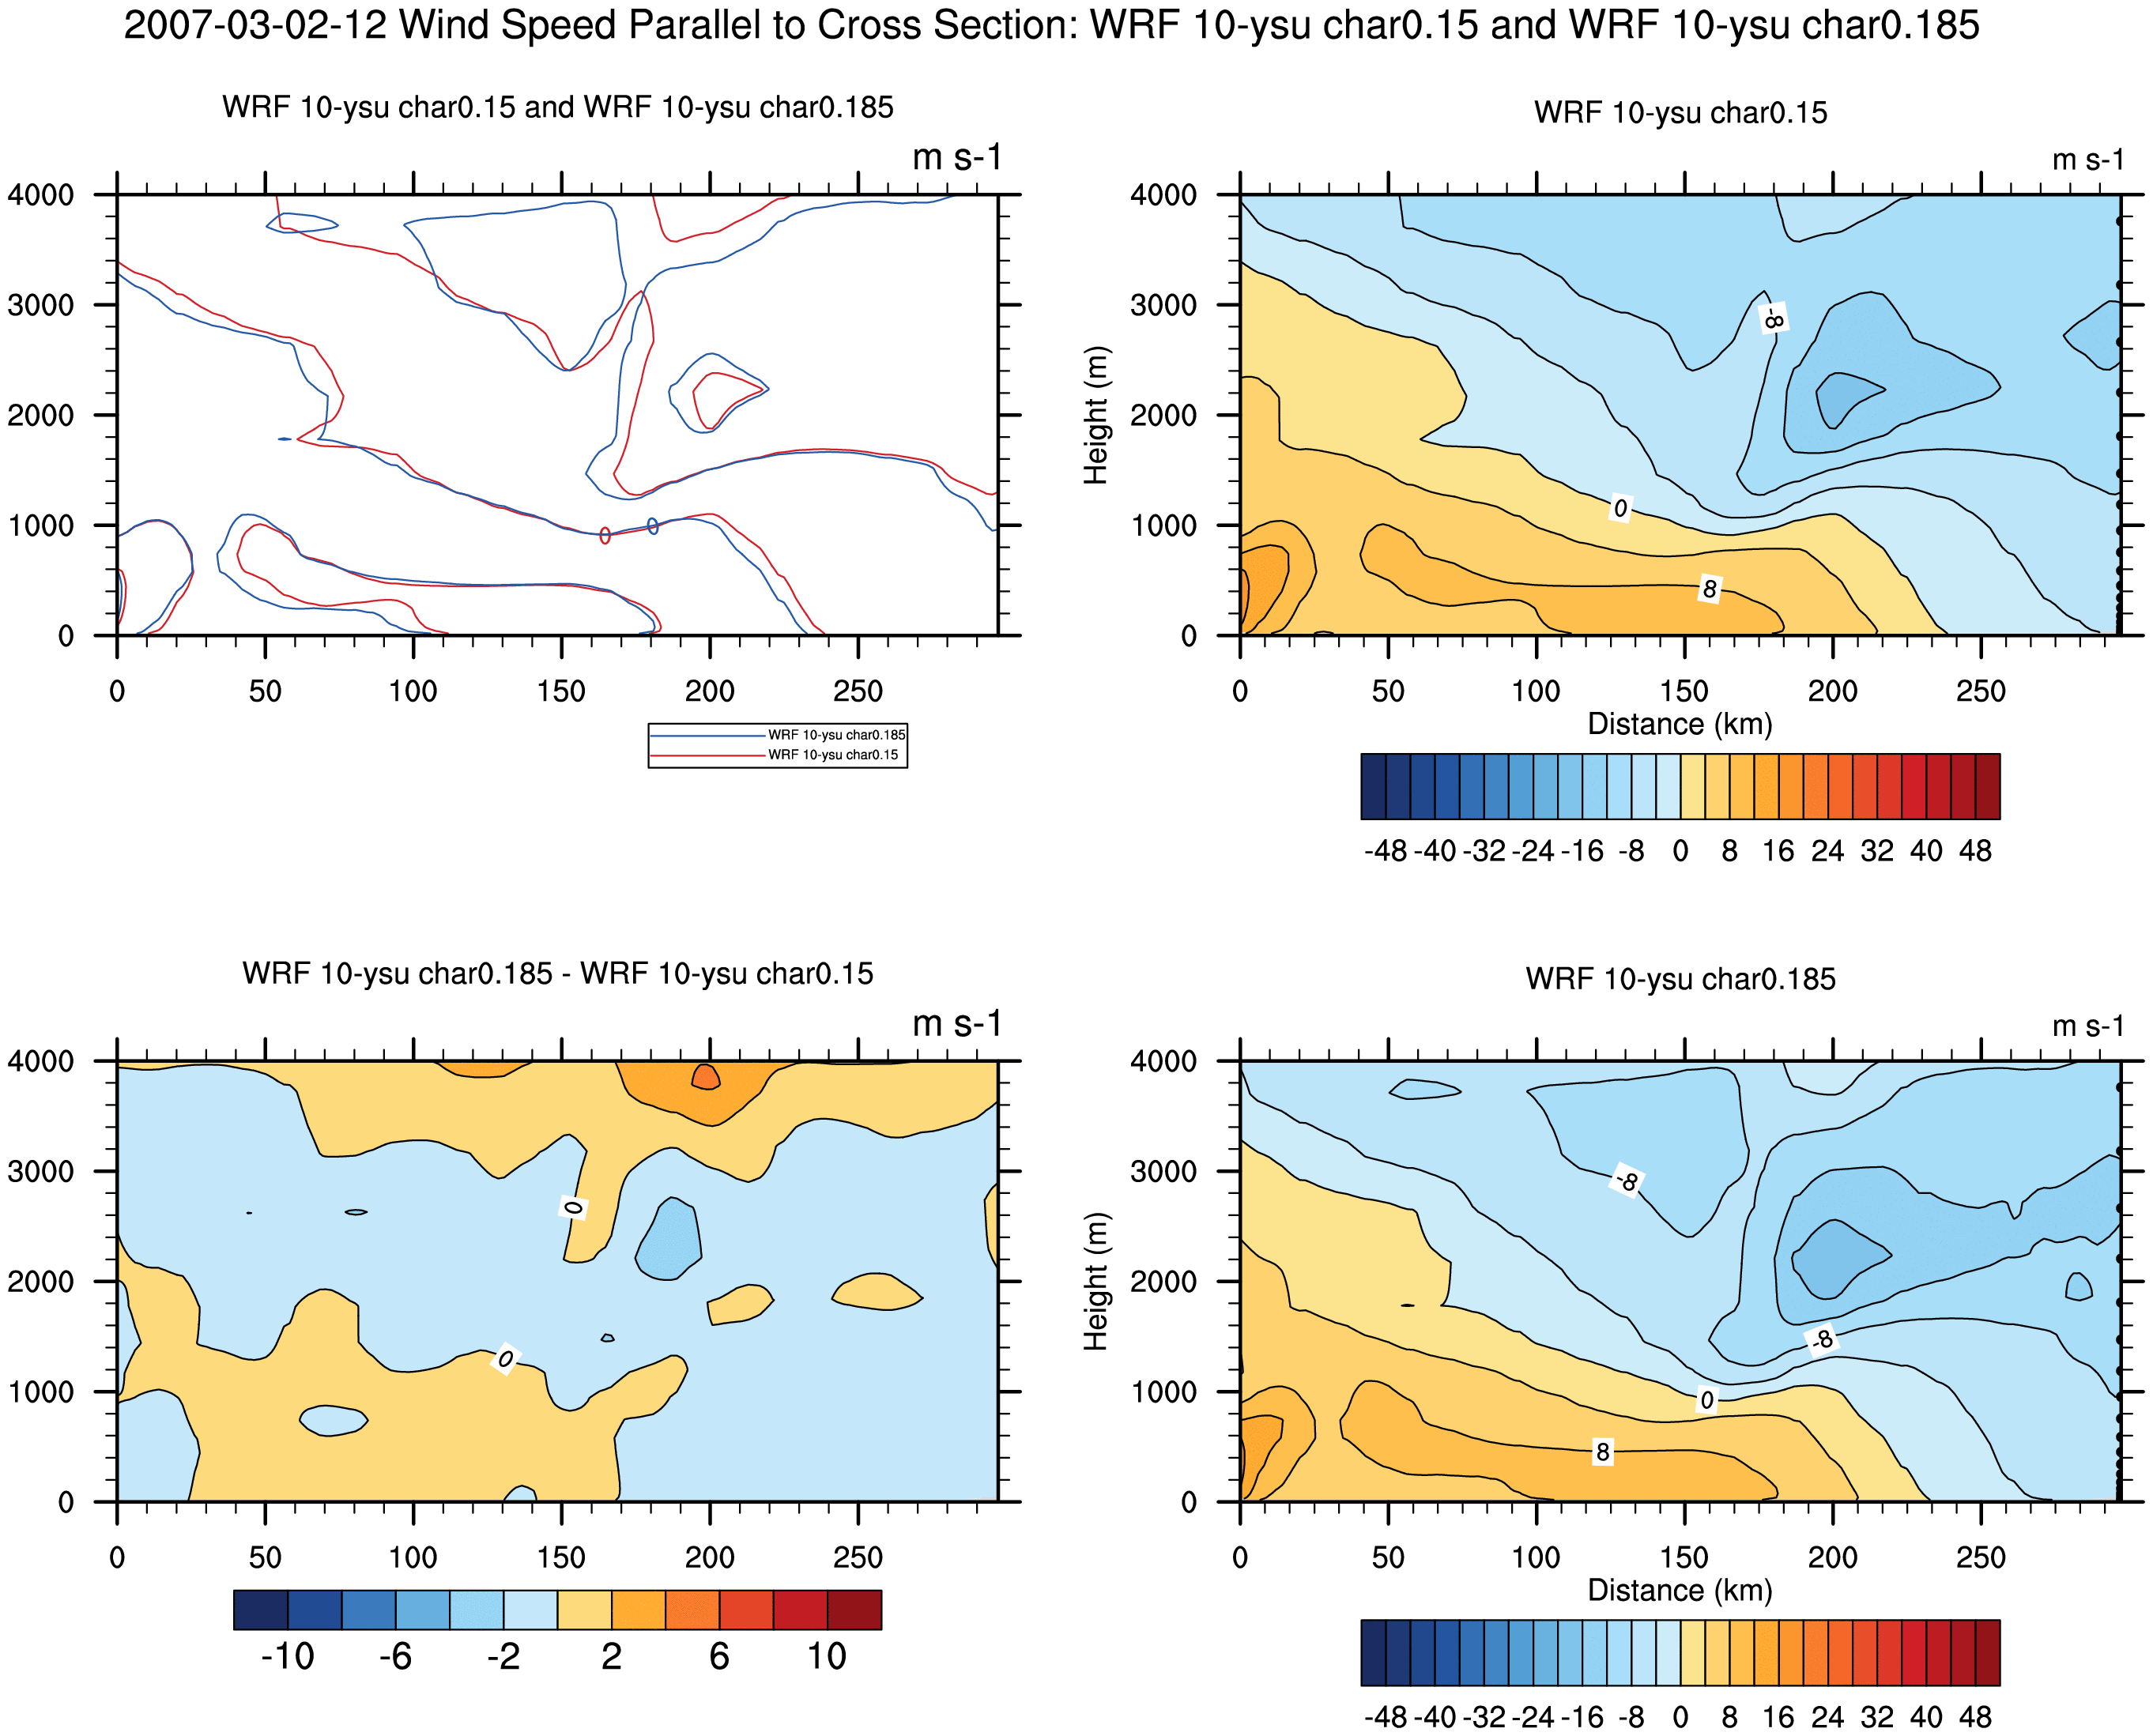 2007-03-02-12 Wind Speed Parallel to Cross Section: WRF 10-ysu char0.15 and WRF 10-ysu char0.185
WRF 10-ysu char0.15 and WRF 10-ysu char0.185
m s-1
4000
3000
2000
1000
0
0 50 100 150 200 250
WRF 10-ysu char0.185
WRF 10-ysu char0.15
WRF 10-ysu char0.15
m s-1
Height (m)
4000
3000
2000
1000
0
-8
0
8
0 50 100 150 200 250
Distance (km)
-48 -40 -32 -24 -16 -8 0 8 16 24 32 40 48
WRF 10-ysu char0.185 - WRF 10-ysu char0.15
m s-1
4000
3000
2000
1000
0
0
0
0 50 100 150 200 250
-10 -6 -2 2 6 10
WRF 10-ysu char0.185
m s-1
Height (m)
4000
3000
2000
1000
0
-8
-8
0
8
0 50 100 150 200 250
Distance (km)
-48 -40 -32 -24 -16 -8 0 8 16 24 32 40 48